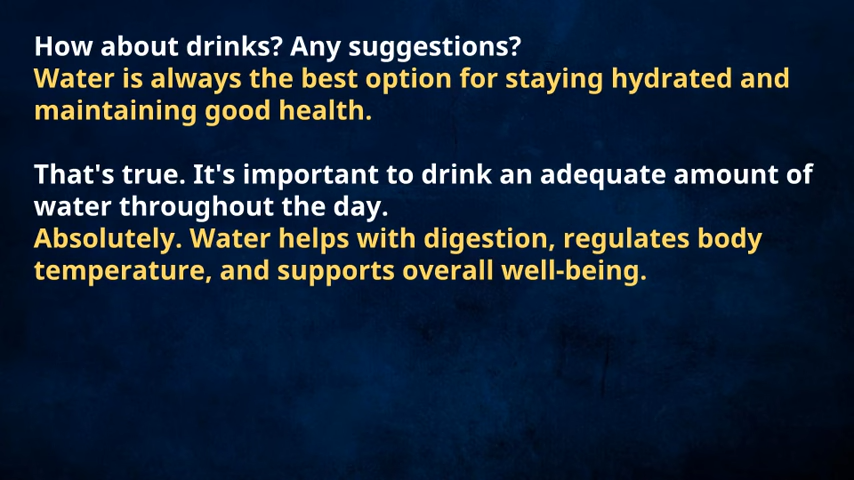 How about drinks? Any suggestions?
Water is always the best option for staying hydrated and
maintaining good health.
That's true. It's important to drink an adequate amount of
water throughout the day.
Absolutely. Water helps with digestion, regulates body
temperature, and supports overall well-being.